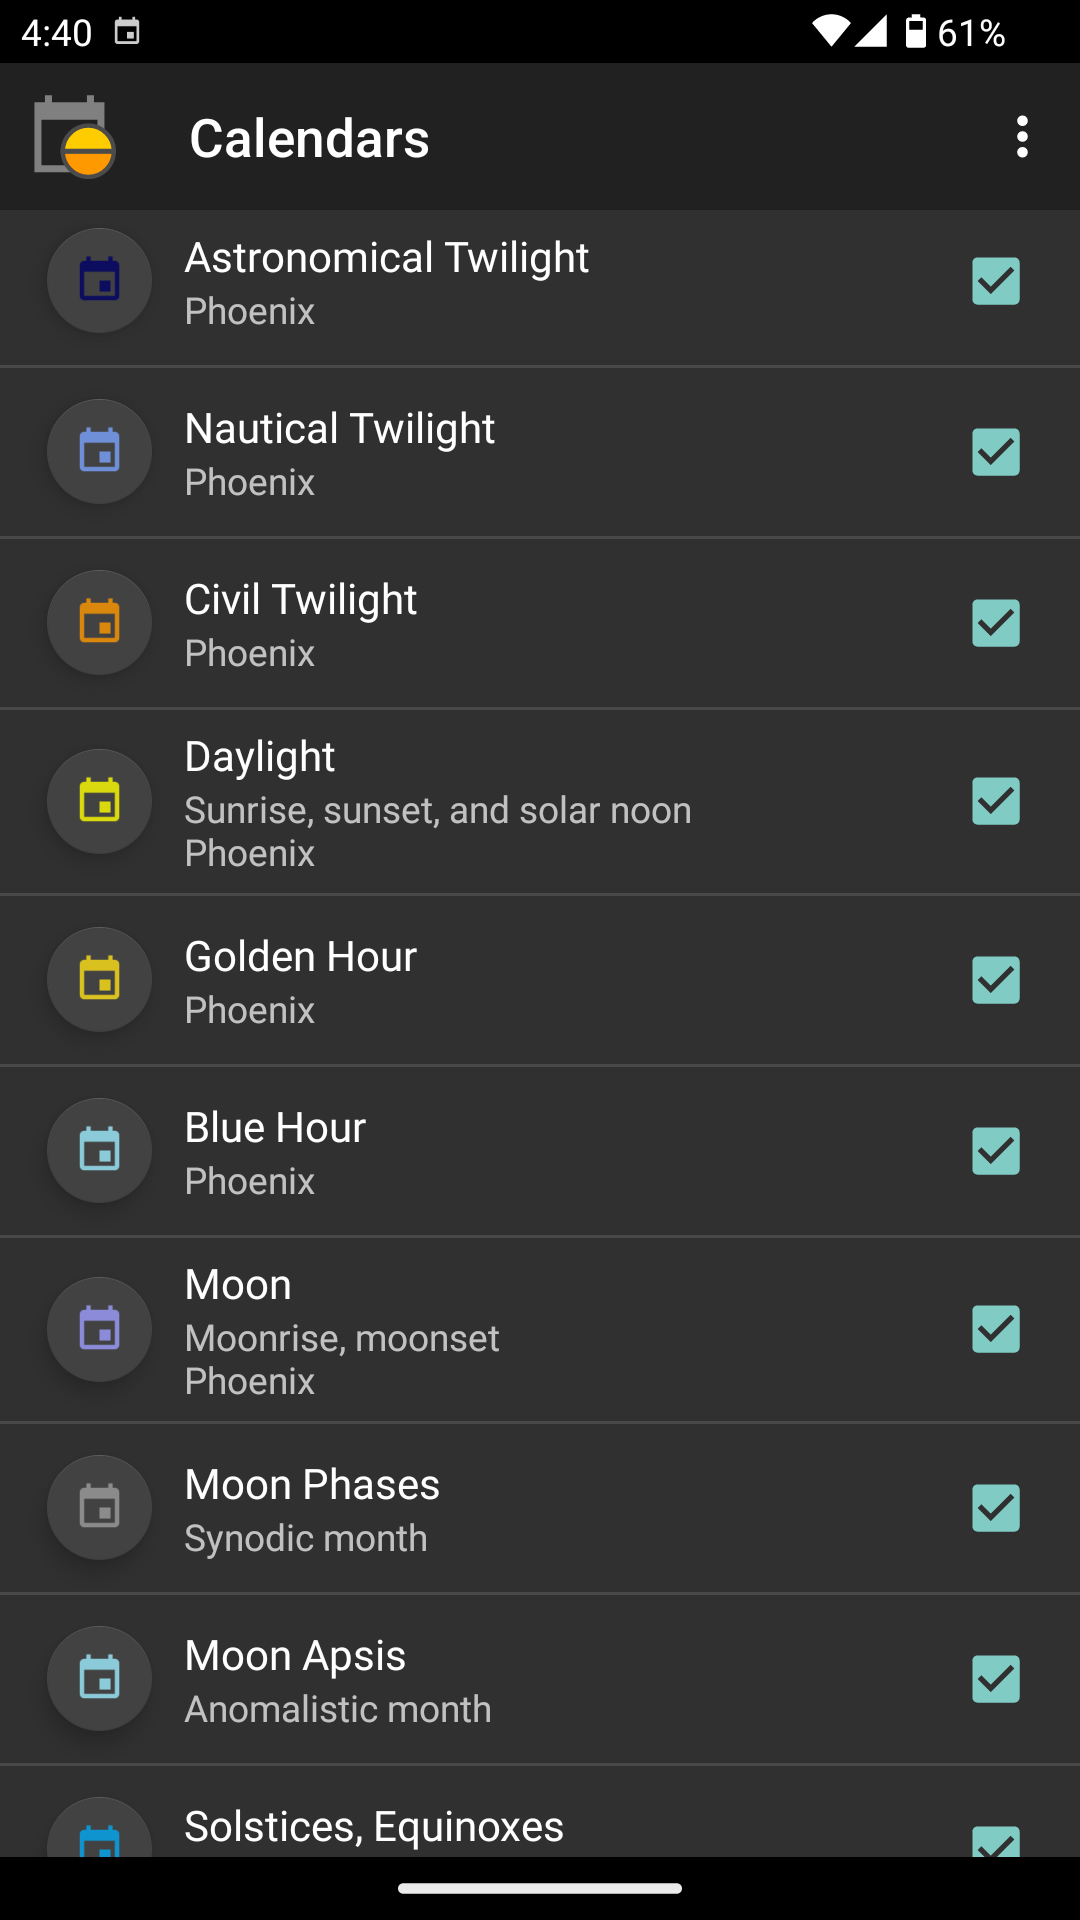 4:40
61%
Calendars
Astronomical Twilight
Phoenix
Nautical Twilight
Phoenix
Civil Twilight
Phoenix
Daylight
Sunrise, sunset, and solar noon
Phoenix
Golden Hour
Phoenix
Blue Hour
Phoenix
Moon
Moonrise, moonset
Phoenix
Moon Phases
Synodic month
Moon Apsis
Anomalistic month
Solstices, Equinoxes